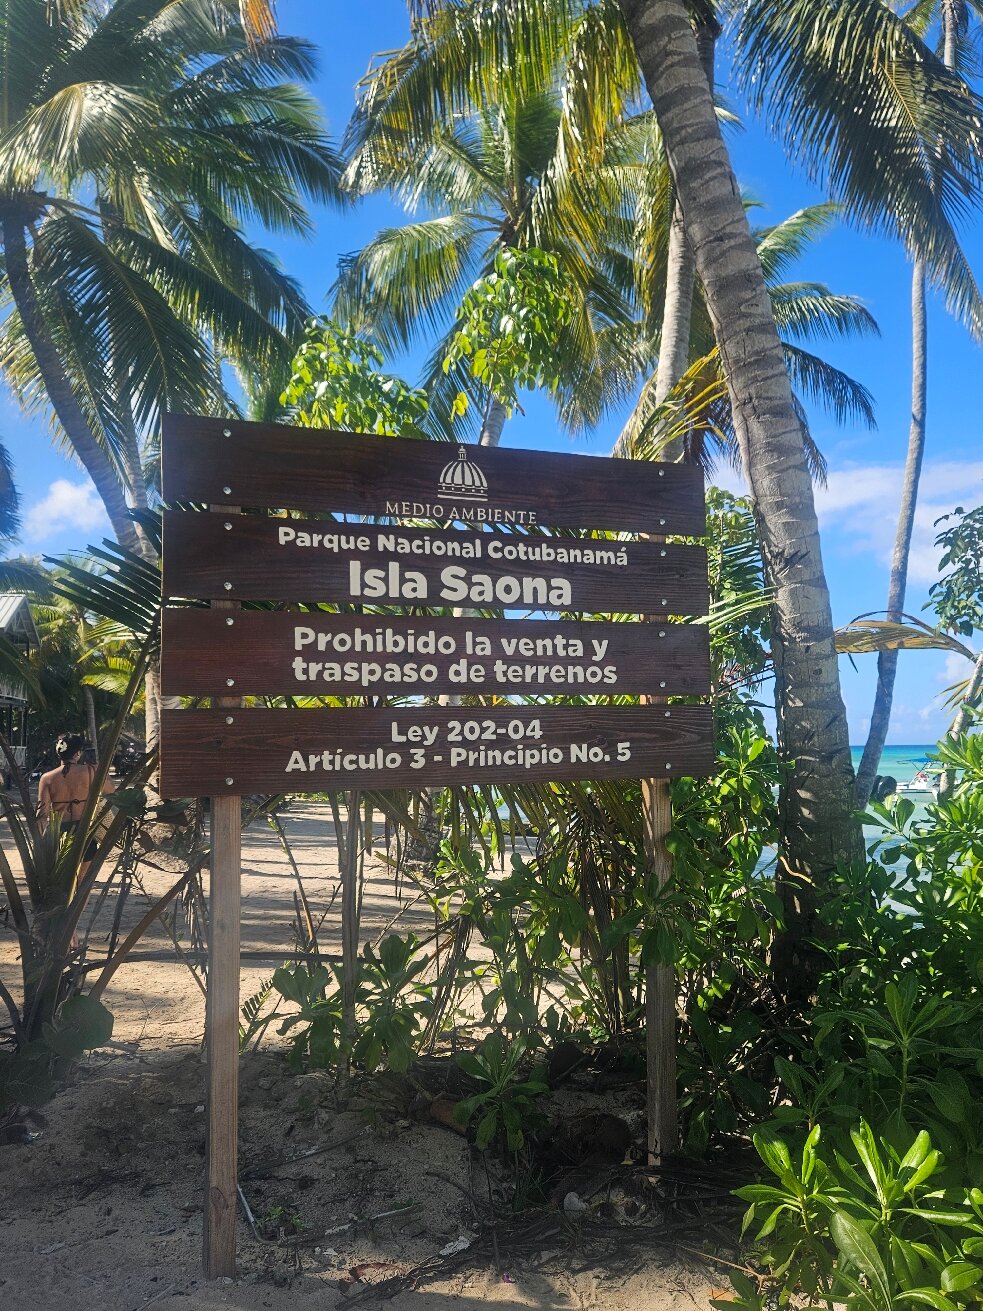 MEDIO AMBIENTE
Parque Nacional Cotubanamá
Isla Saona
Prohibido la venta y
traspaso de terrenos
Ley 202-04
Artículo 3 - Principio No. 5